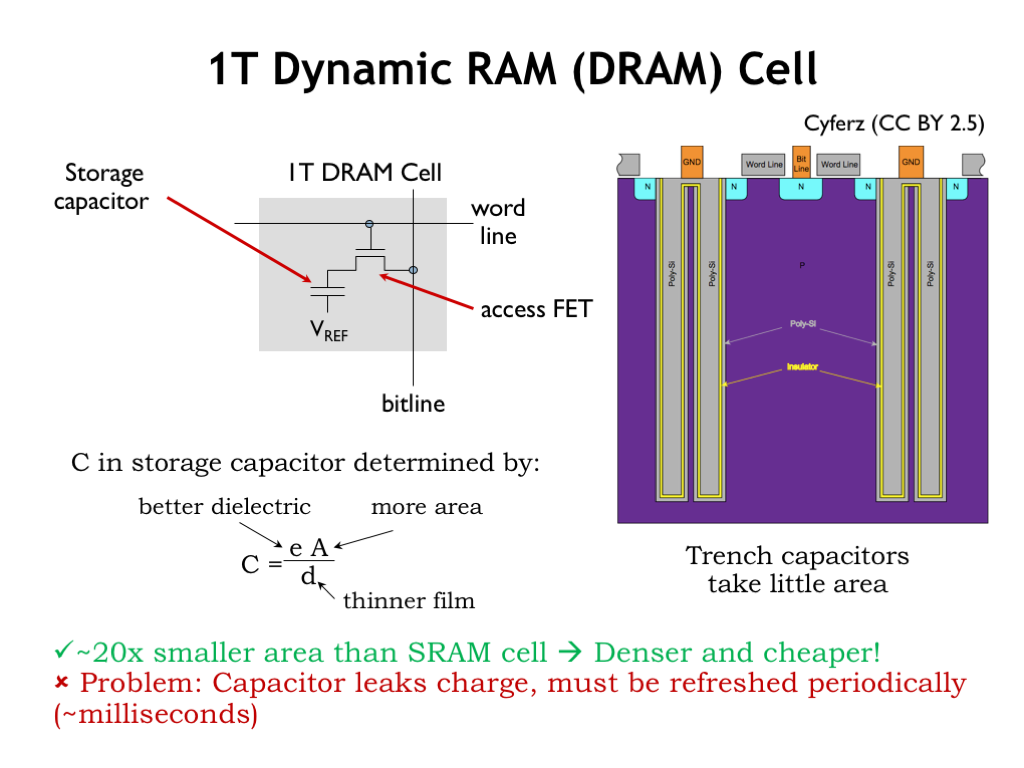 1T Dynamic RAM (DRAM) Cell
Cyferz (CC BY 2.5)
Storage
capacitor
1T DRAM Cell
word
line
access FET
VREF
bitline
GND
Word Line
Bit
Line
Word Line
GND
N
N
N
N
N
Poly-Si
Poly-Si
P
Poly-Si
Poly-Si
Poly-Si
Insulator
C in storage capacitor determined by:
better dielectric
more area
C = e A
d
thinner film
Trench capacitors
take little area
✓~20x smaller area than SRAM cell → Denser and cheaper!
✘ Problem: Capacitor leaks charge, must be refreshed periodically
(~milliseconds)